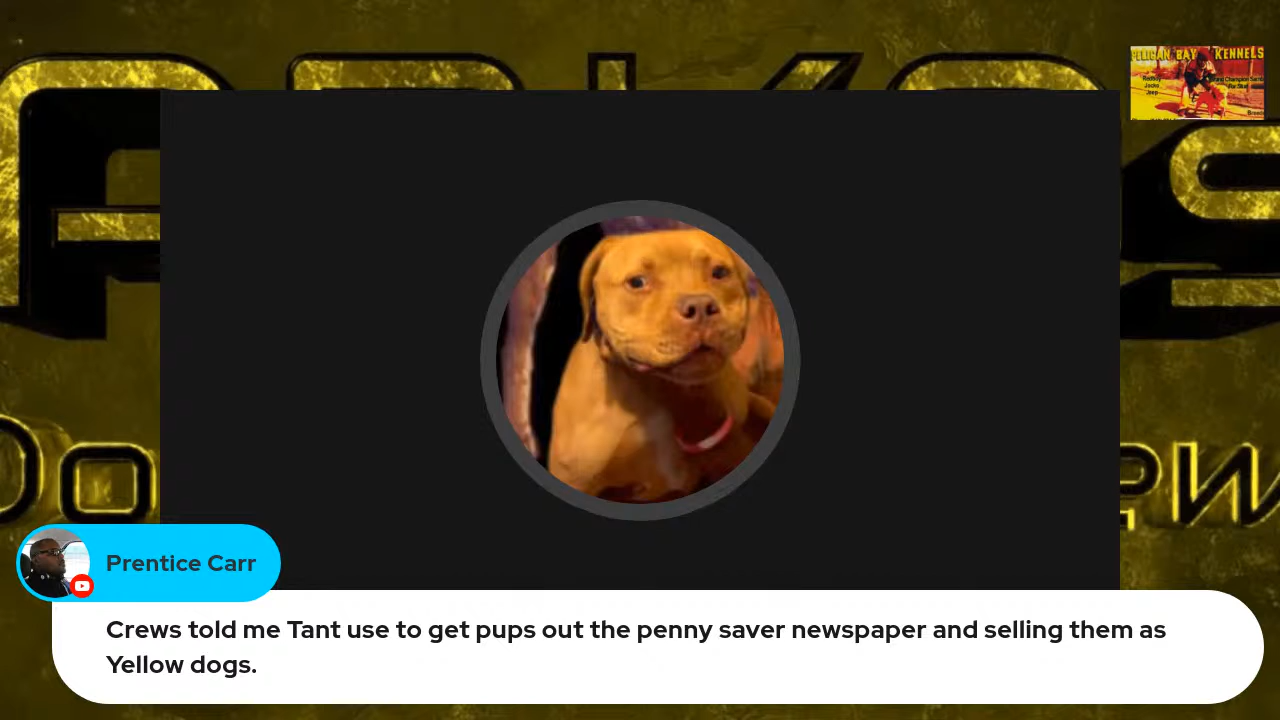 KENNELS
Prentice Carr
Crews told me Tant use to get pups out the penny saver newspaper and selling them as
Yellow dogs.